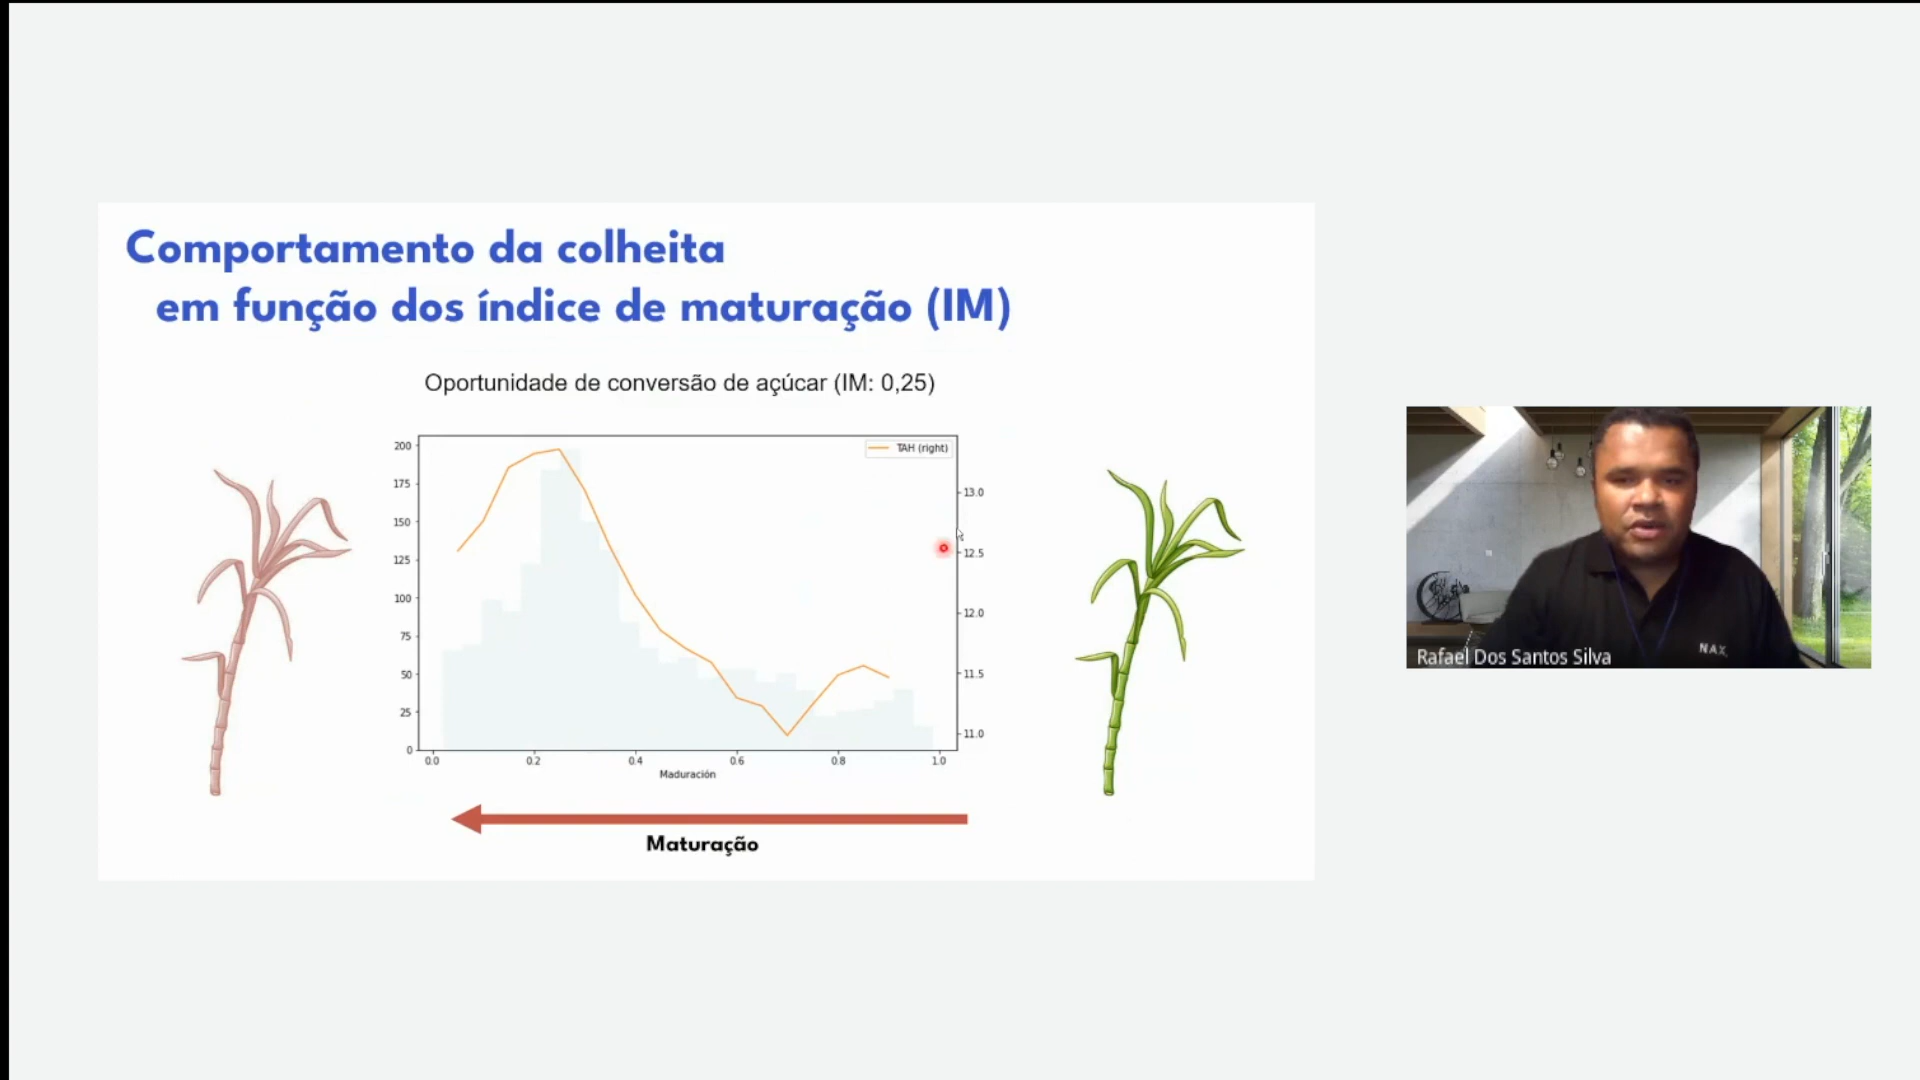 Comportamento da colheita
em função dos índice de maturação (IM)
Oportunidade de conversão de açúcar (IM: 0,25)
TAH (right)
200
175
150
125
100
75
50
25
0
13.0
12.5
12.0
11.5
11.0
0.0 0.2 0.4 0.6 0.8 1.0
Maduración
Maturação
NAX
Rafael Dos Santos Silva